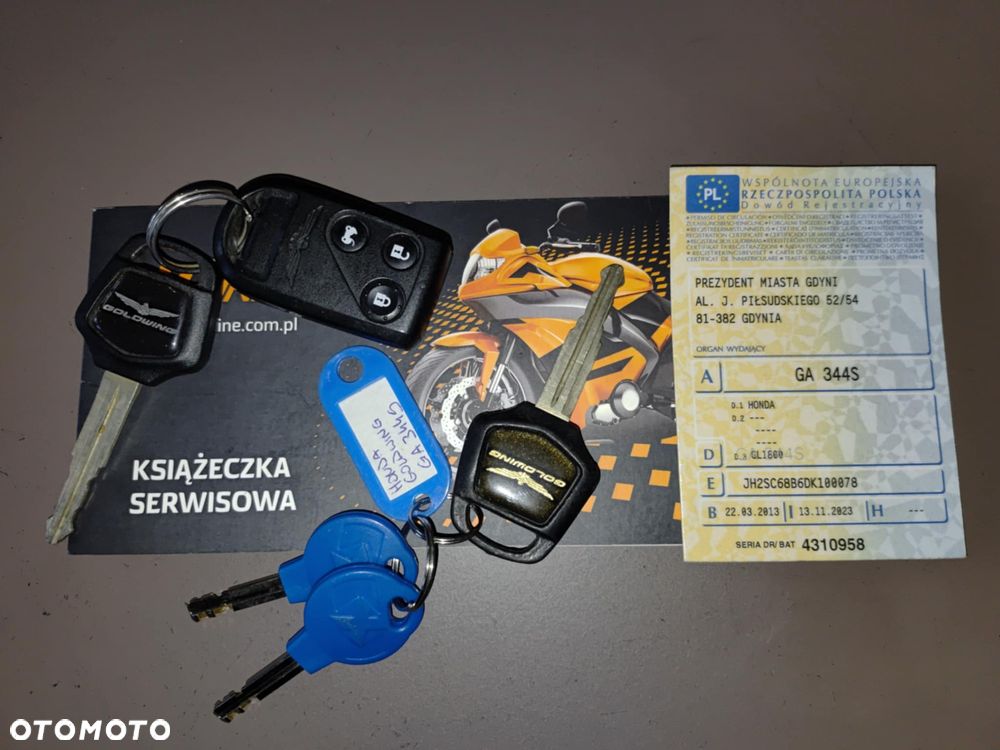 ine.com.pl
GOLDWING
KSIĄŻECZKA
SERWISOWA
HONDA
GOLDWING
GA 344S
GOLDWING
PL
WSPÓLNOTA EUROPEJSKA
RZECZPOSPOLITA POLSKA
Dowód Rejestracyjny
PREZYDENT MIASTA GDYNI
AL. J. PIŁSUDSKIEGO 52/54
81-382 GDYNIA
ORGAN WYDAJĄCY
A GA 344S
D.1 HONDA
D.2 ---
----
----
D D.3 GL1800
E JH2SC68B6DK100078
B 22.03.2013 I 13.11.2023 H ---
SERIA DR/BAT 4310958
OTOMOTO